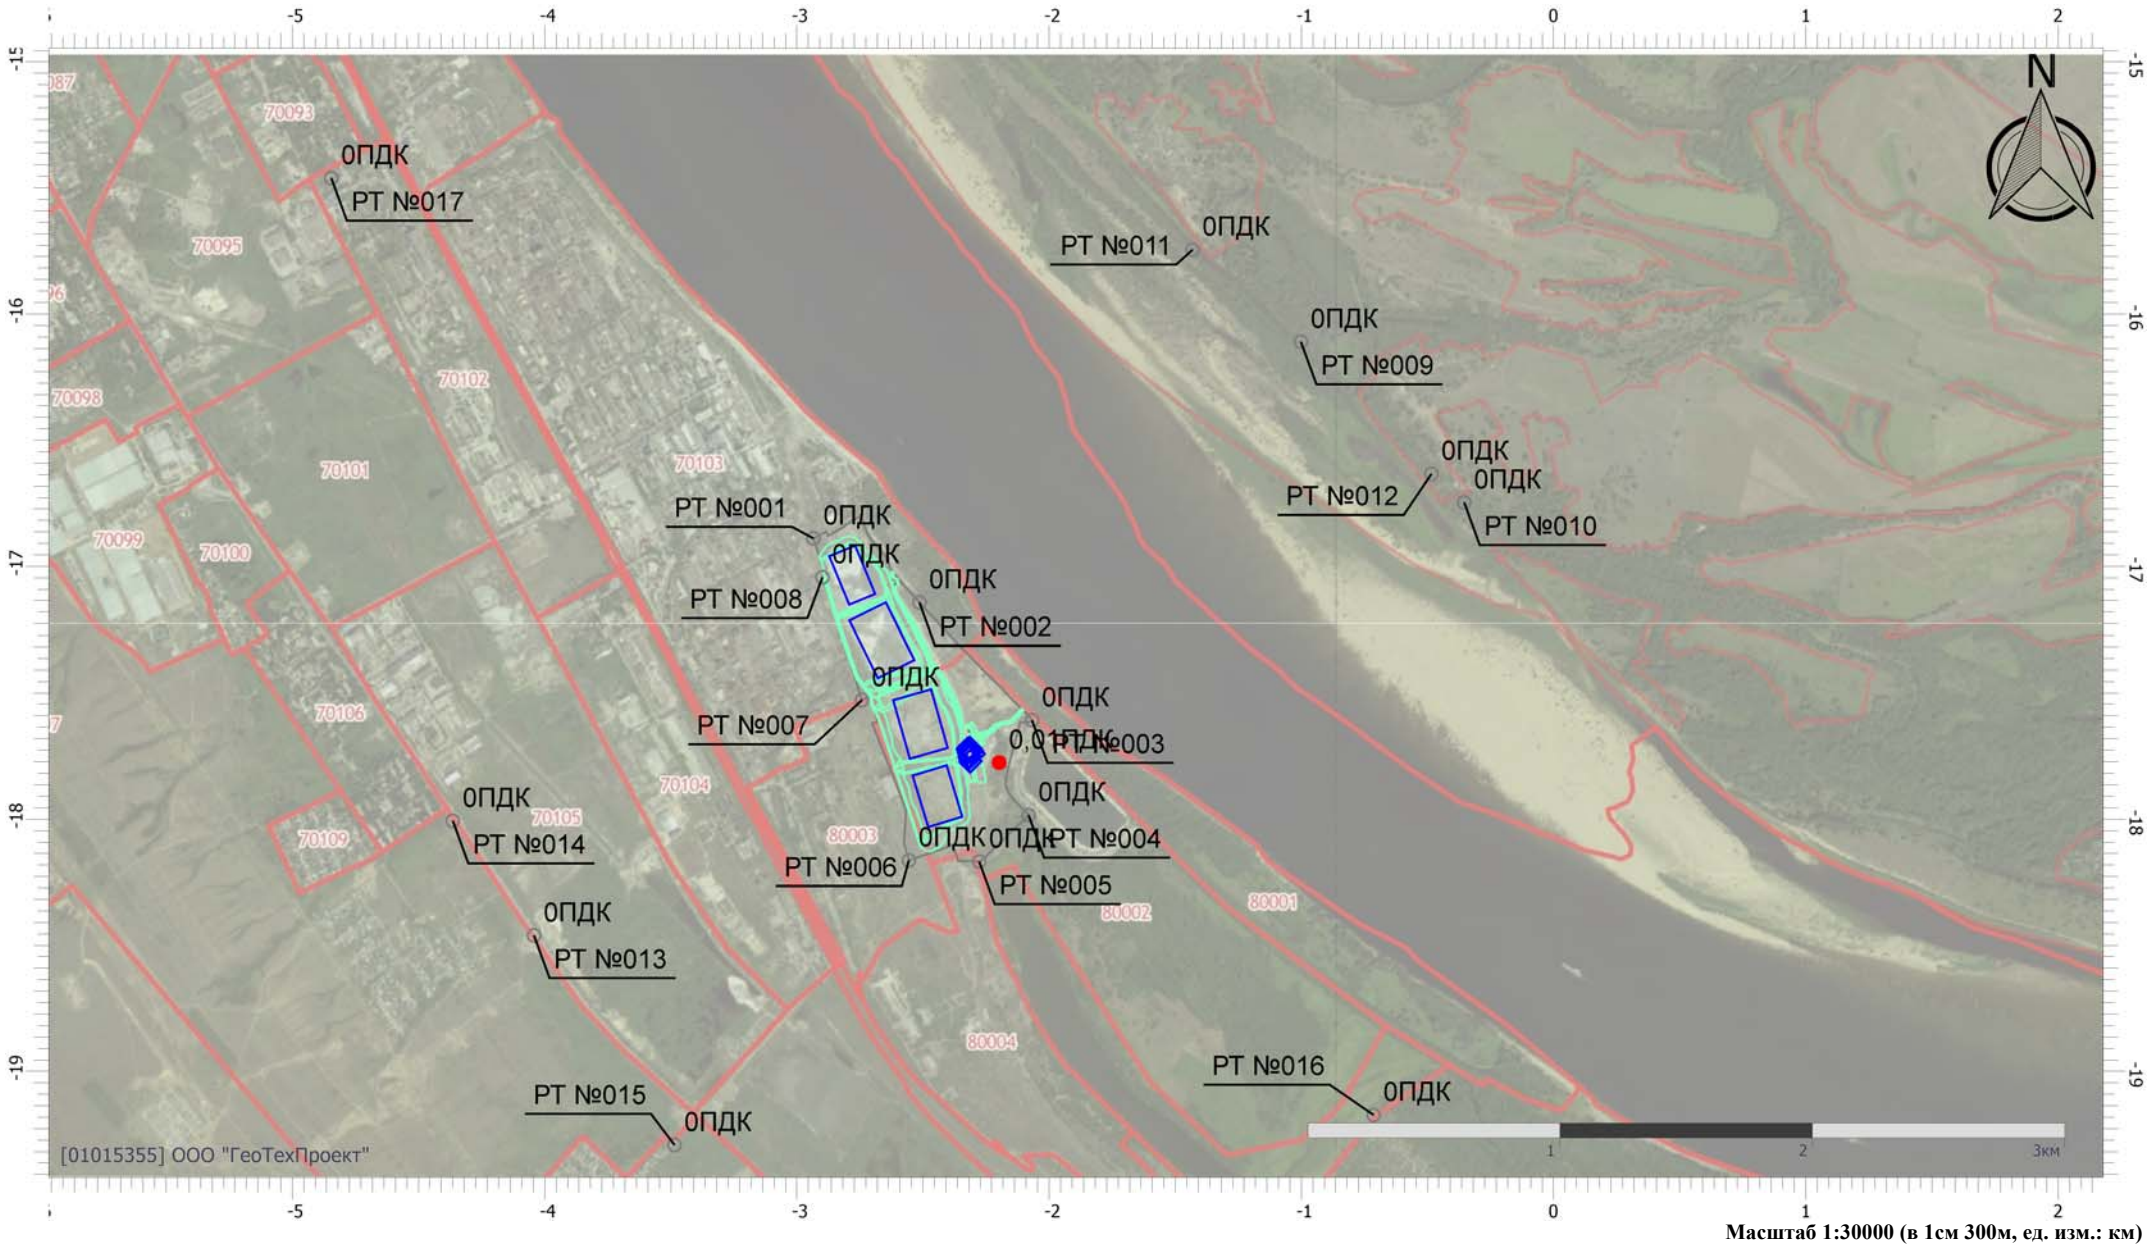 -5 -4 -3 -2 -1 0 1 2
-15 -15
N
70093
0ПДК
РТ №017
70095
0ПДК
РТ №011
-16 -16
0ПДК
РТ №009
70102
70098
70101
70103
0ПДК
0ПДК
РТ №012
РТ №010
РТ №001
0ПДК
70099
70100
0ПДК
-17 -17
0ПДК
РТ №008
РТ №002
0ПДК
0ПДК
70106
РТ №007
0,01ПДК
РТ №003
70104
0ПДК
0ПДК
70105
-18 -18
80003
70109
РТ №014
0ПДК
0ПДК
РТ №004
РТ №006
РТ №005
80001
80002
0ПДК
РТ №013
80004
-19 -19
РТ №016
0ПДК
РТ №015
0ПДК
[01015355] ООО "ГеоТехПроект"
1 2 3км
-5 -4 -3 -2 -1 0 1 2
Масштаб 1:30000 (в 1см 300м, ед. изм.: км)